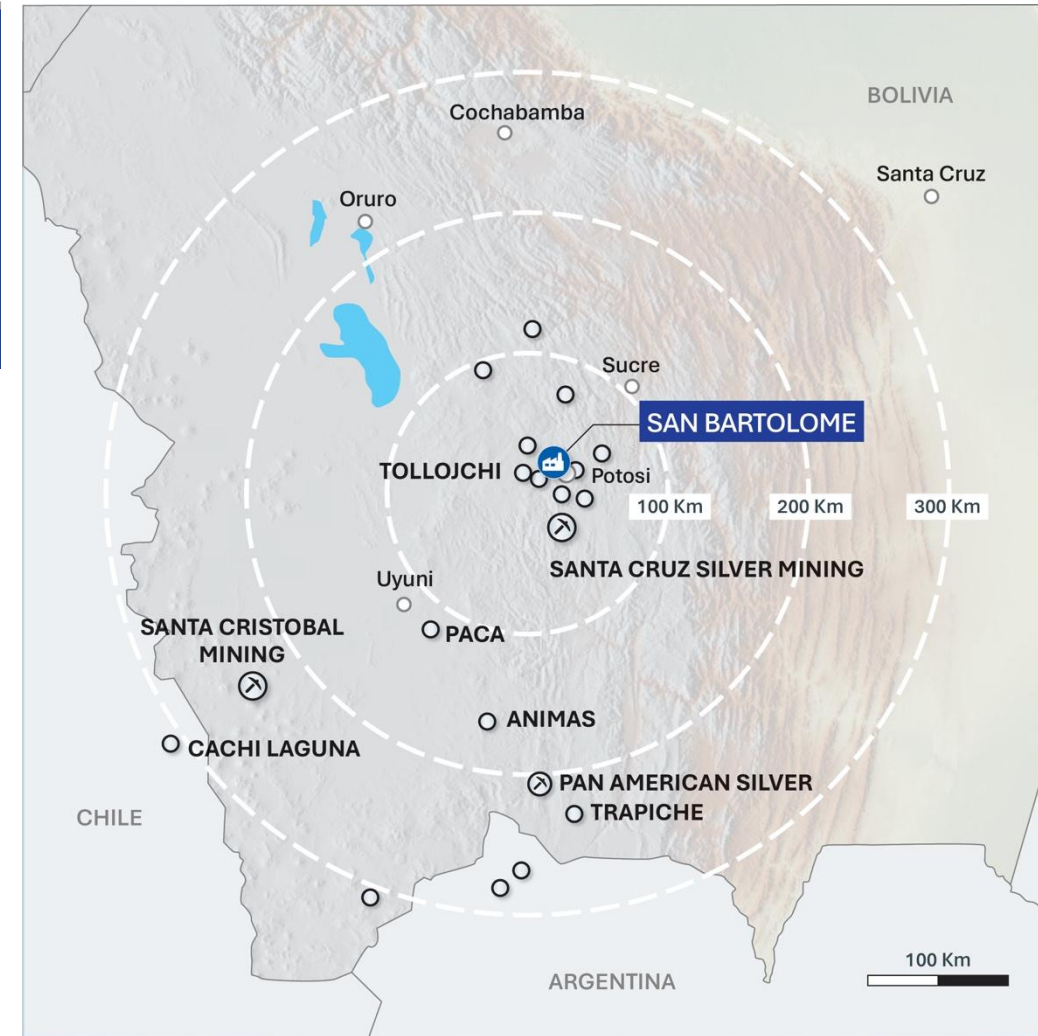 BOLIVIA
Cochabamba
Santa Cruz
Oruro
Sucre
SAN BARTOLOME
TOLLOJCHI
Potosi
100 Km
200 Km
300 Km
SANTA CRUZ SILVER MINING
Uyuni
SANTA CRISTOBAL
MINING
PACA
ANIMAS
CACHI LAGUNA
PAN AMERICAN SILVER
TRAPICHE
CHILE
100 Km
ARGENTINA